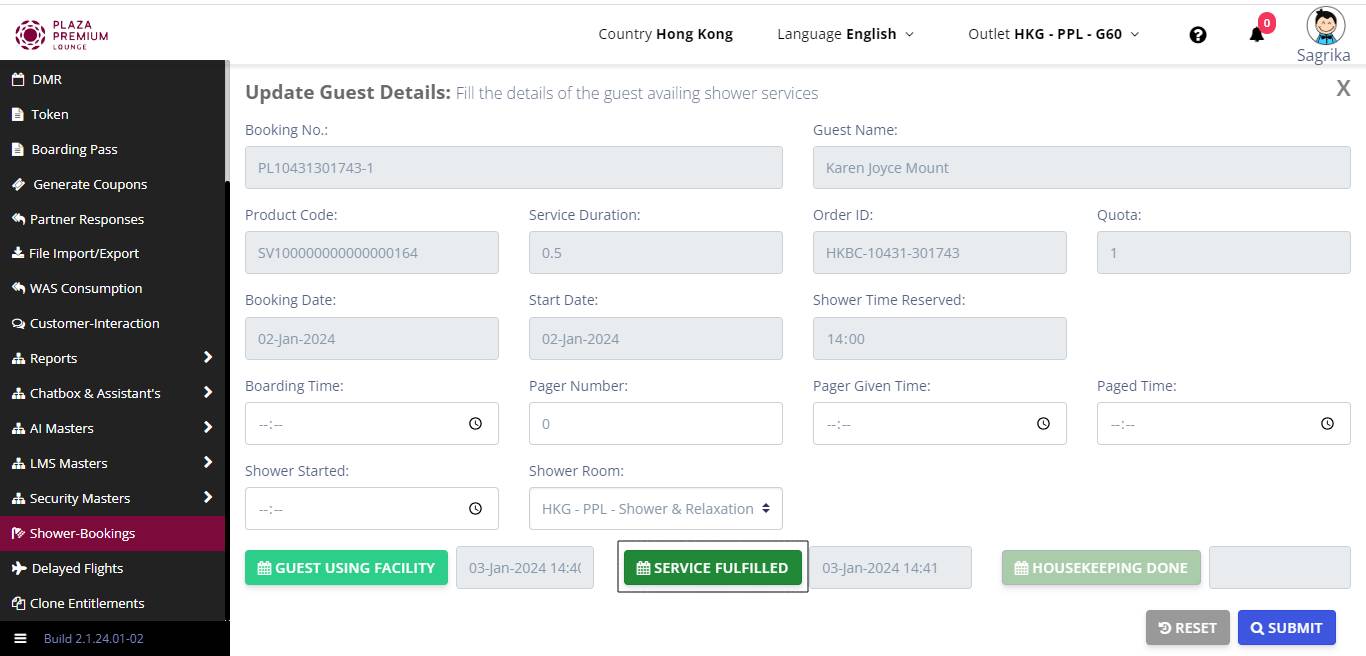 PLAZA
PREMIUM
LOUNGE
Country Hong Kong
Language English
Outlet HKG - PPL - G60
0
Sagrika
DMR
Token
Boarding Pass
Generate Coupons
Partner Responses
File Import/Export
WAS Consumption
Customer-Interaction
Reports
Chatbox & Assistant's
AI Masters
LMS Masters
Security Masters
Shower-Bookings
Delayed Flights
Clone Entitlements
Build 2.1.24.01-02
Update Guest Details: Fill the details of the guest availing shower services
X
Booking No.: Guest Name:
PL10431301743-1 Karen Joyce Mount
Product Code: Service Duration: Order ID: Quota:
SV100000000000000164 0.5 HKBC-10431-301743 1
Booking Date: Start Date: Shower Time Reserved:
02-Jan-2024 02-Jan-2024 14:00
Boarding Time: Pager Number: Pager Given Time: Paged Time:
--:-- 0 --:-- --:--
Shower Started: Shower Room:
--:-- HKG - PPL - Shower & Relaxation
GUEST USING FACILITY 03-Jan-2024 14:40 SERVICE FULFILLED 03-Jan-2024 14:41 HOUSEKEEPING DONE
RESET SUBMIT